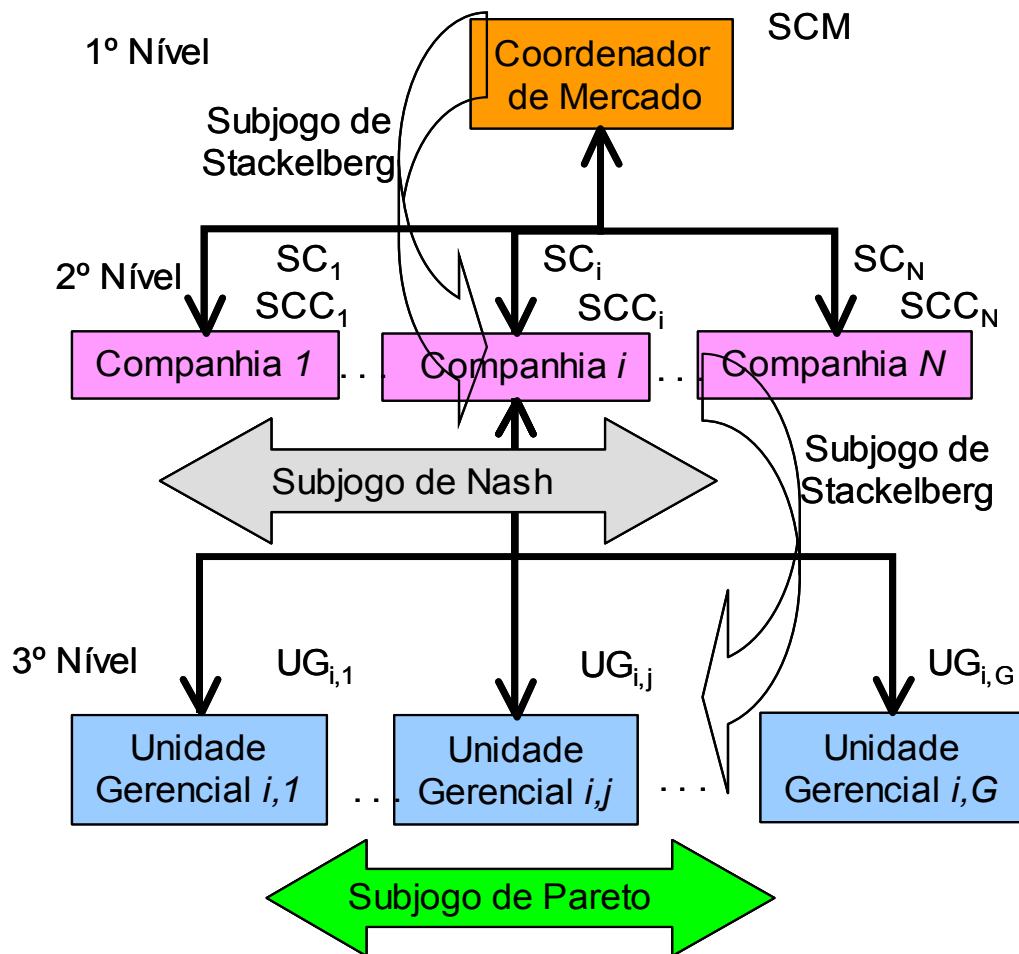 SCM
1º Nível
Coordenador
de Mercado
Subjogo de
Stackelberg
SC1
SCi
SCN
2º Nível
SCC1
SCCi
SCCN
Companhia 1
. . .
Companhia i
. . .
Companhia N
Subjogo de
Stackelberg
Subjogo de Nash
3º Nível
UGi,1
UGi,j
UGi,G
Unidade
Gerencial i,1
. . .
Unidade
Gerencial i,j
. . .
Unidade
Gerencial i,G
Subjogo de Pareto